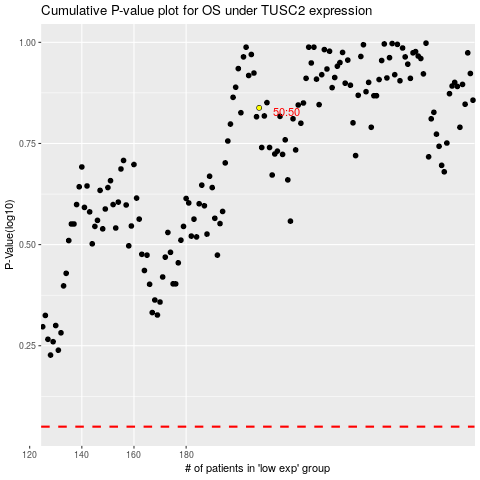 Cumulative P-value plot for OS under TUSC2 expression
1.00
0.75
0.50
0.25
P-Value(log10)
50:50
120 140 160 180
# of patients in 'low exp' group